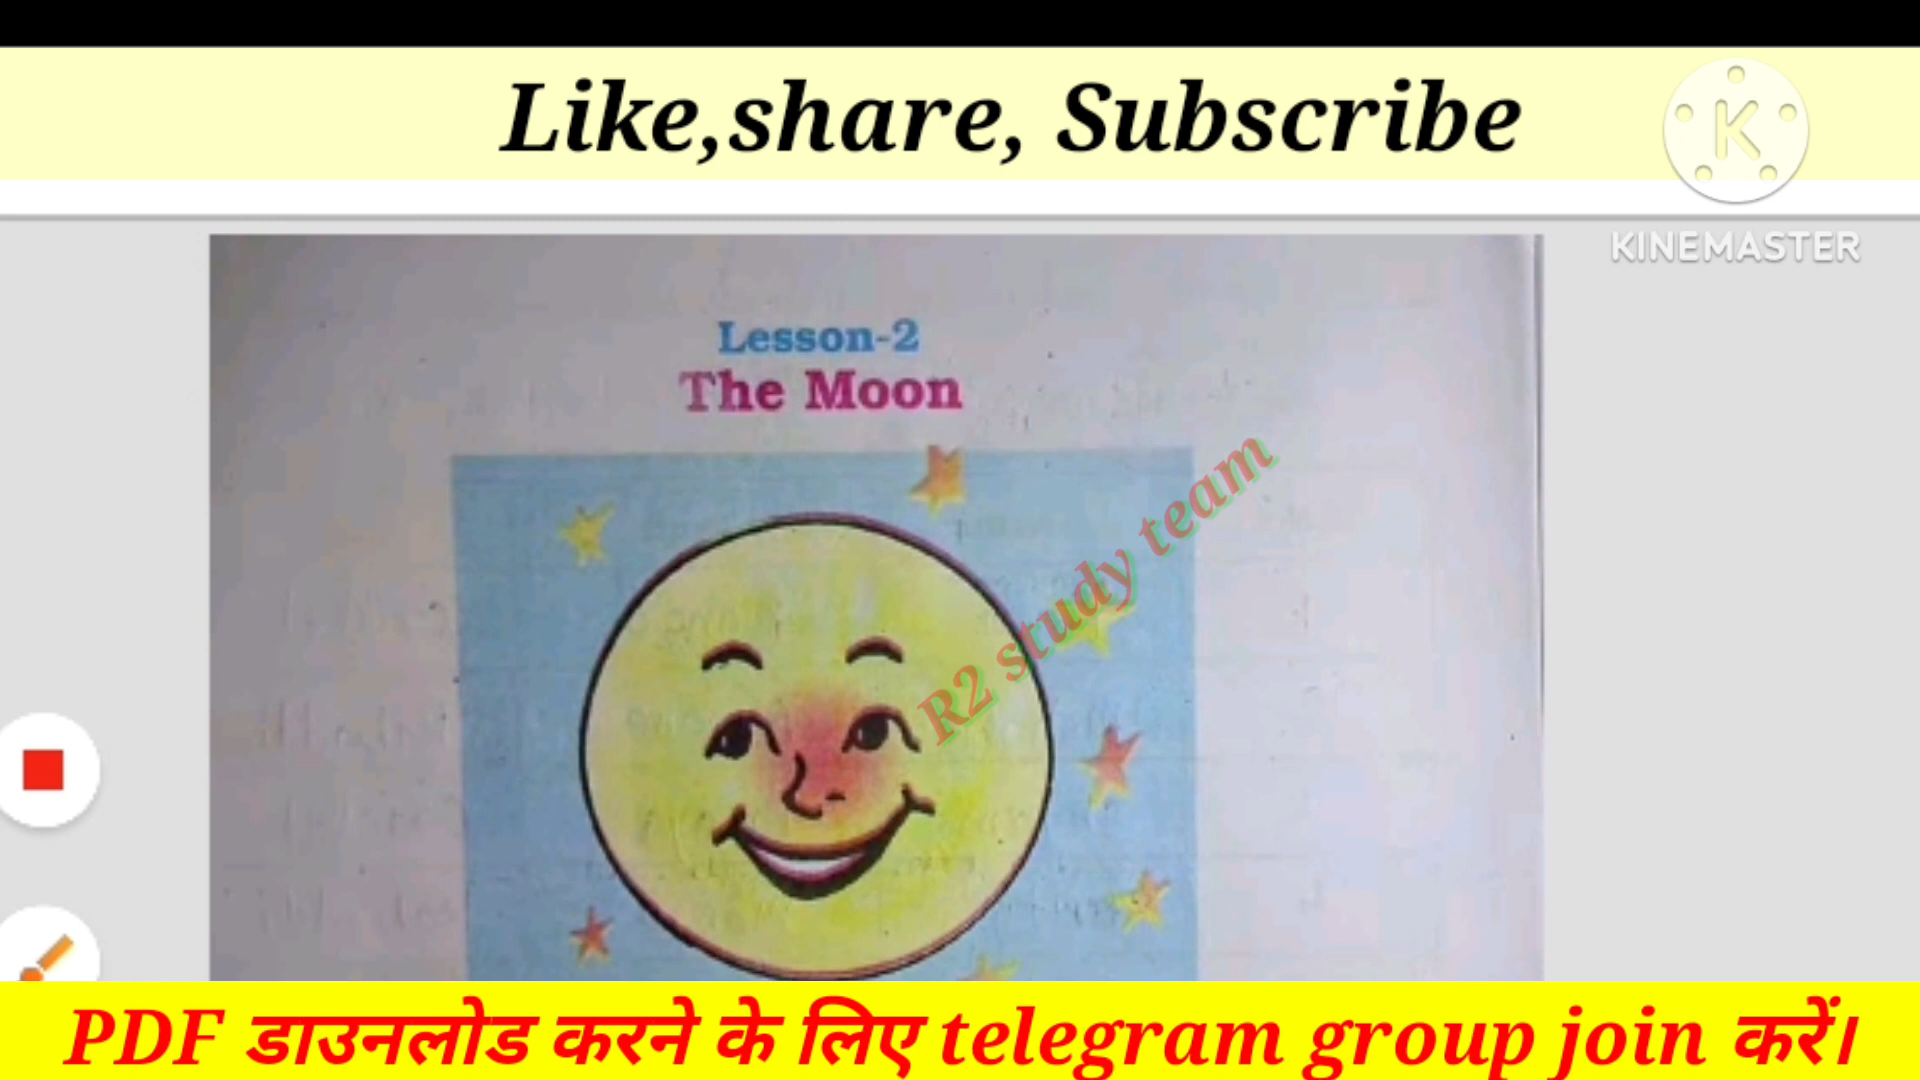 Like,share, Subscribe
K
KINEMASTER
Lesson-2
The Moon
R2 study team
PDF डाउनलोड करने के लिए telegram group join करें।